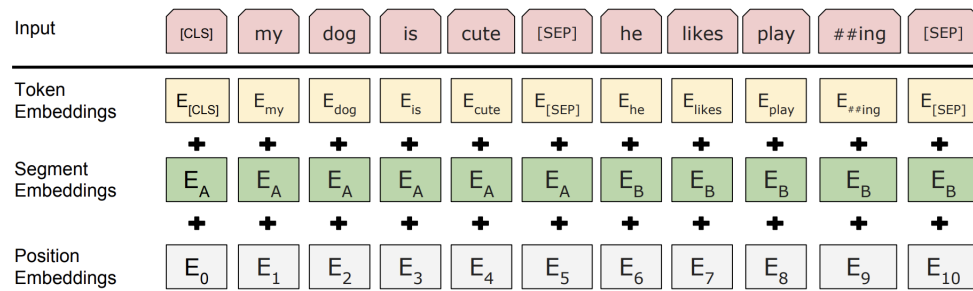 Input [CLS] my dog is cute [SEP] he likes play ##ing [SEP]
Token Embeddings E[CLS] Emy Edog Eis Ecute E[SEP] Ehe Elikes Eplay E##ing E[SEP]
+ + + + + + + + + + +
Segment Embeddings EA EA EA EA EA EA EB EB EB EB EB
+ + + + + + + + + + +
Position Embeddings E0 E1 E2 E3 E4 E5 E6 E7 E8 E9 E10